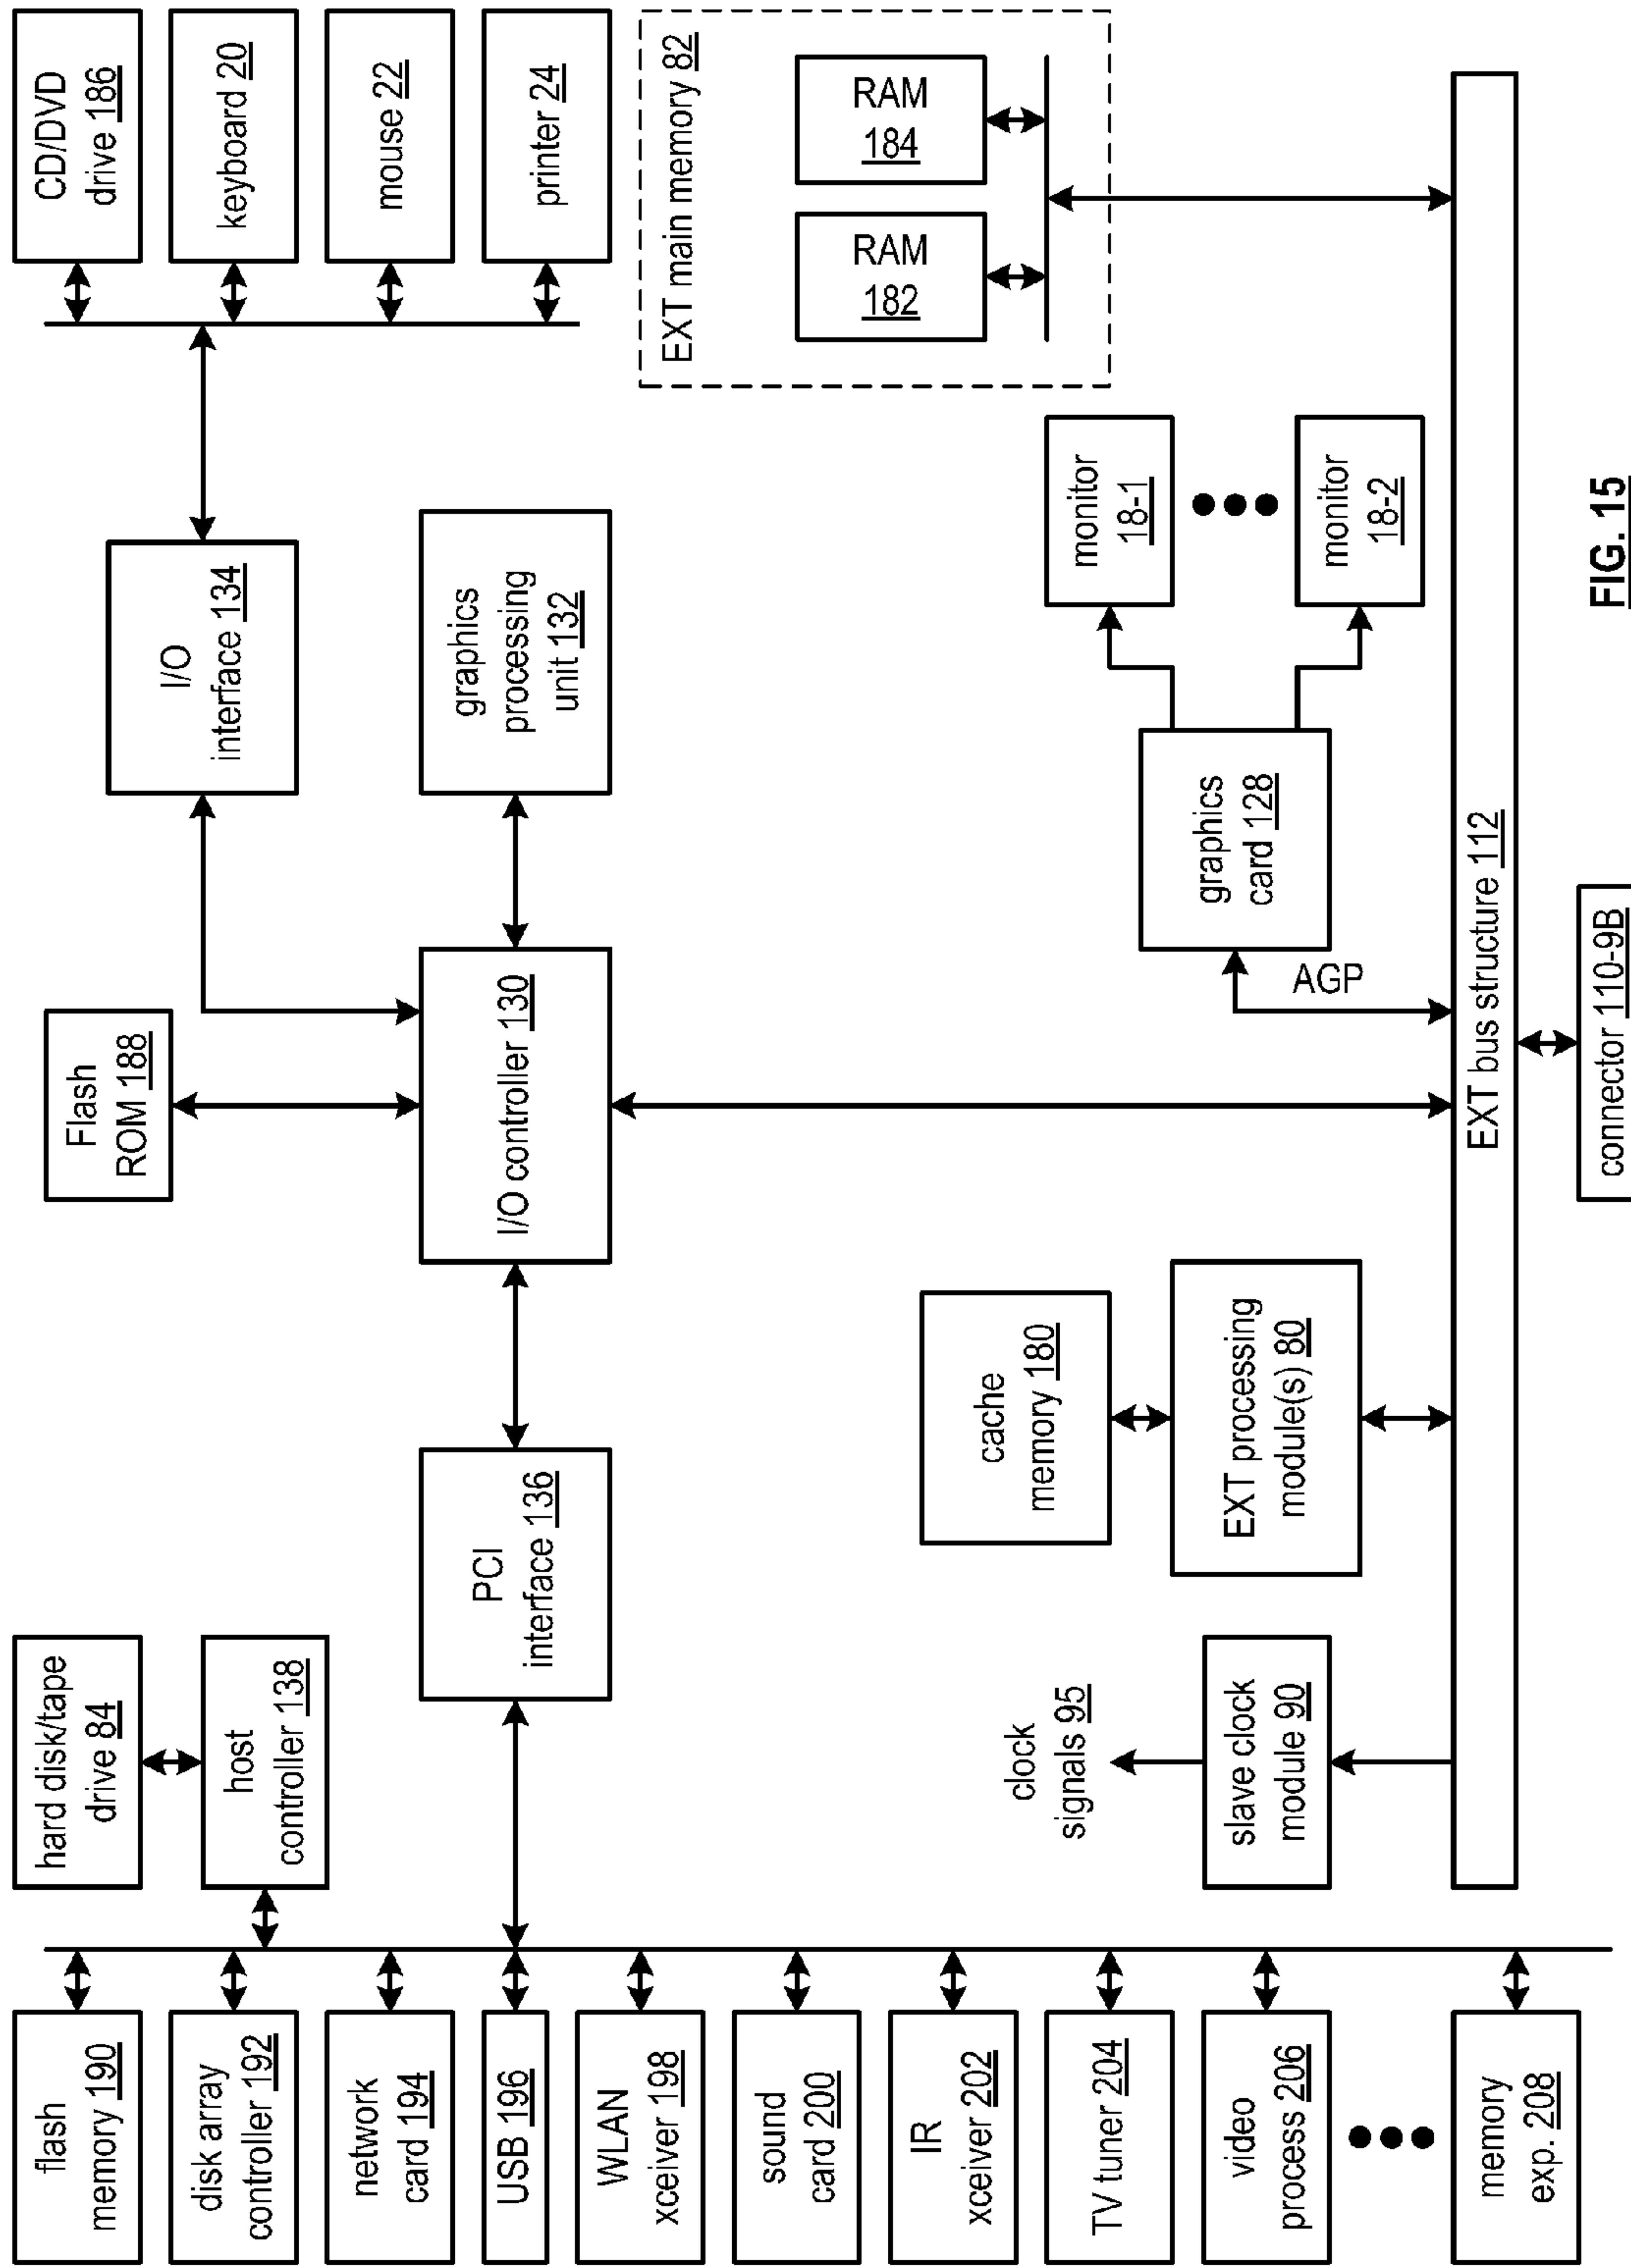 flash
memory 190
disk array
controller 192
network
card 194
USB 196
WLAN
xceiver 198
sound
card 200
IR
xceiver 202
TV tuner 204
video
process 206
memory
exp. 208
hard disk/tape
drive 84
host
controller 138
PCI
interface 136
clock
signals 95
slave clock
module 90
cache
memory 180
EXT processing
module(s) 80
Flash
ROM 188
I/O controller 130
I/O
interface 134
graphics
processing
unit 132
AGP
graphics
card 128
monitor
18-1
monitor
18-2
CD/DVD
drive 186
keyboard 20
mouse 22
printer 24
EXT main memory 82
RAM
182
RAM
184
EXT bus structure 112
connector 110-9B
FIG. 15